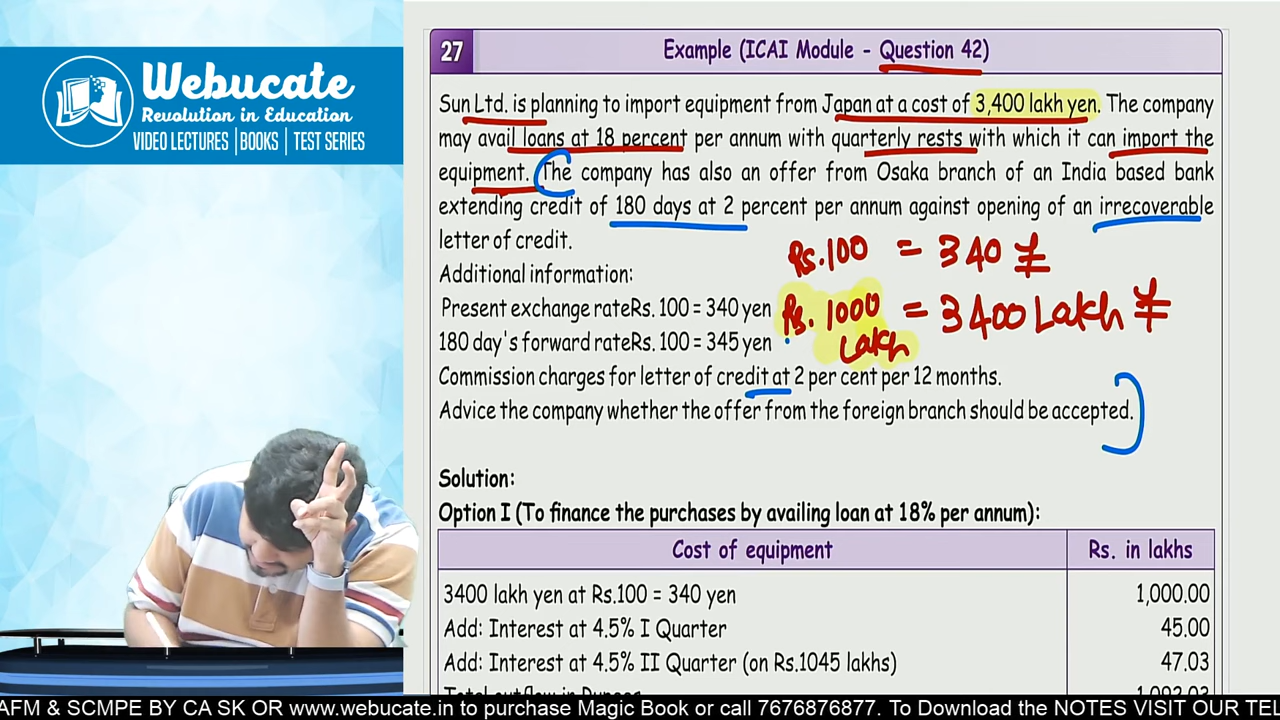 Webucate
Revolution in Education
VIDEO LECTURES | BOOKS | TEST SERIES
27
Example (ICAI Module - Question 42)
Sun Ltd. is planning to import equipment from Japan at a cost of 3,400 lakh yen. The company
may avail loans at 18 percent per annum with quarterly rests with which it can import the
equipment. The company has also an offer from Osaka branch of an India based bank
extending credit of 180 days at 2 percent per annum against opening of an irrecoverable
letter of credit.
Rs.100 = 340 ¥
Additional information:
Present exchange rateRs. 100 = 340 yen
Rs. 1000 Lakh = 3400 Lakh ¥
180 day's forward rateRs. 100 = 345 yen
Commission charges for letter of credit at 2 per cent per 12 months.
Advice the company whether the offer from the foreign branch should be accepted.
Solution:
Option I (To finance the purchases by availing loan at 18% per annum):
Cost of equipment Rs. in lakhs
3400 lakh yen at Rs.100 = 340 yen 1,000.00
Add: Interest at 4.5% I Quarter 45.00
Add: Interest at 4.5% II Quarter (on Rs.1045 lakhs) 47.03
Total outflow in Rupees 1,092.03
AFM & SCMPE BY CA SK OR www.webucate.in to purchase Magic Book or call 7676876877. To Download the NOTES VISIT OUR TEL